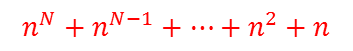 n^N + n^{N-1} + ⋯ + n^2 + n